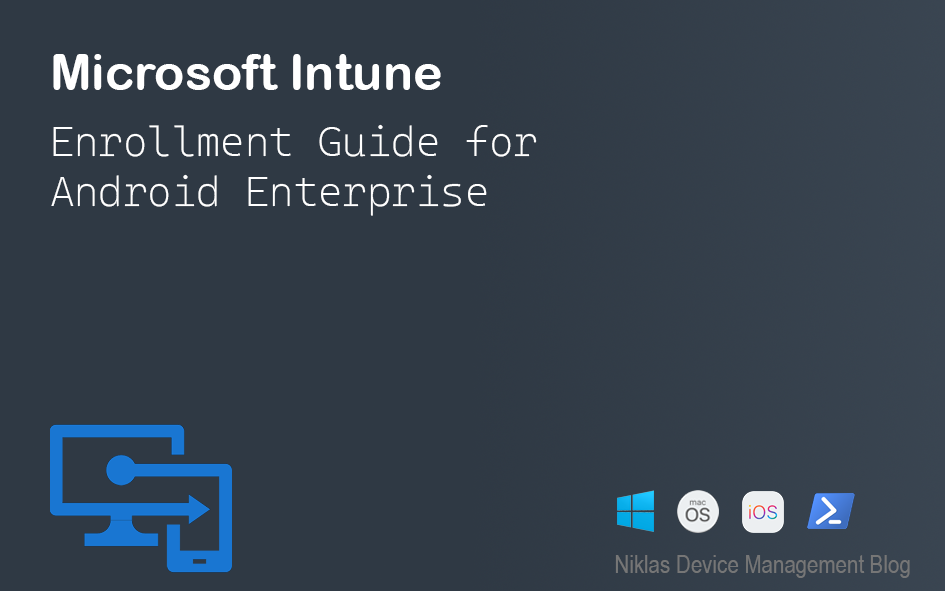 Microsoft Intune
Enrollment Guide for
Android Enterprise
mac
OS
iOS
Niklas Device Management Blog